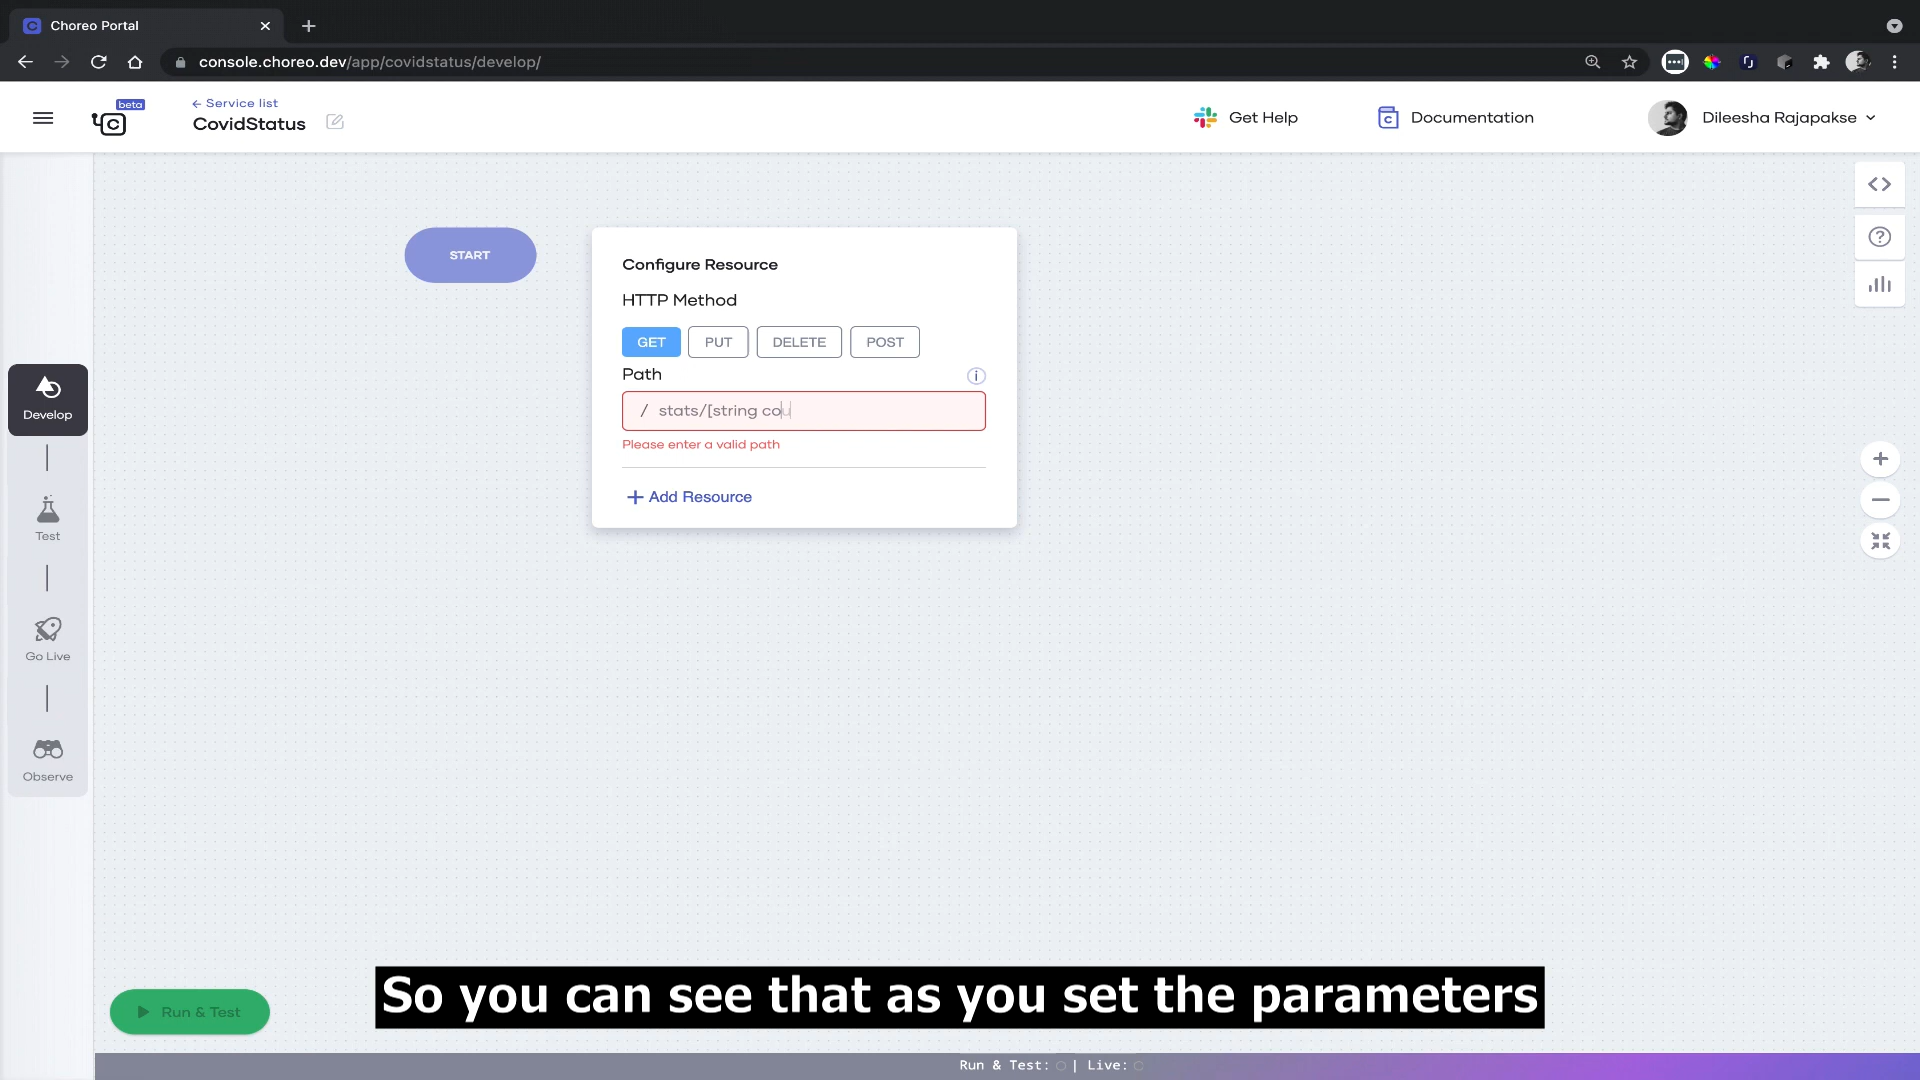 Choreo Portal
console.choreo.dev/app/covidstatus/develop/
beta
Service list
CovidStatus
Get Help
Documentation
Dileesha Rajapakse
START
Configure Resource
HTTP Method
GET PUT DELETE POST
Path
/ stats/[string cou
Please enter a valid path
Add Resource
Develop
Test
Go Live
Observe
Run & Test
So you can see that as you set the parameters
Run & Test: | Live: